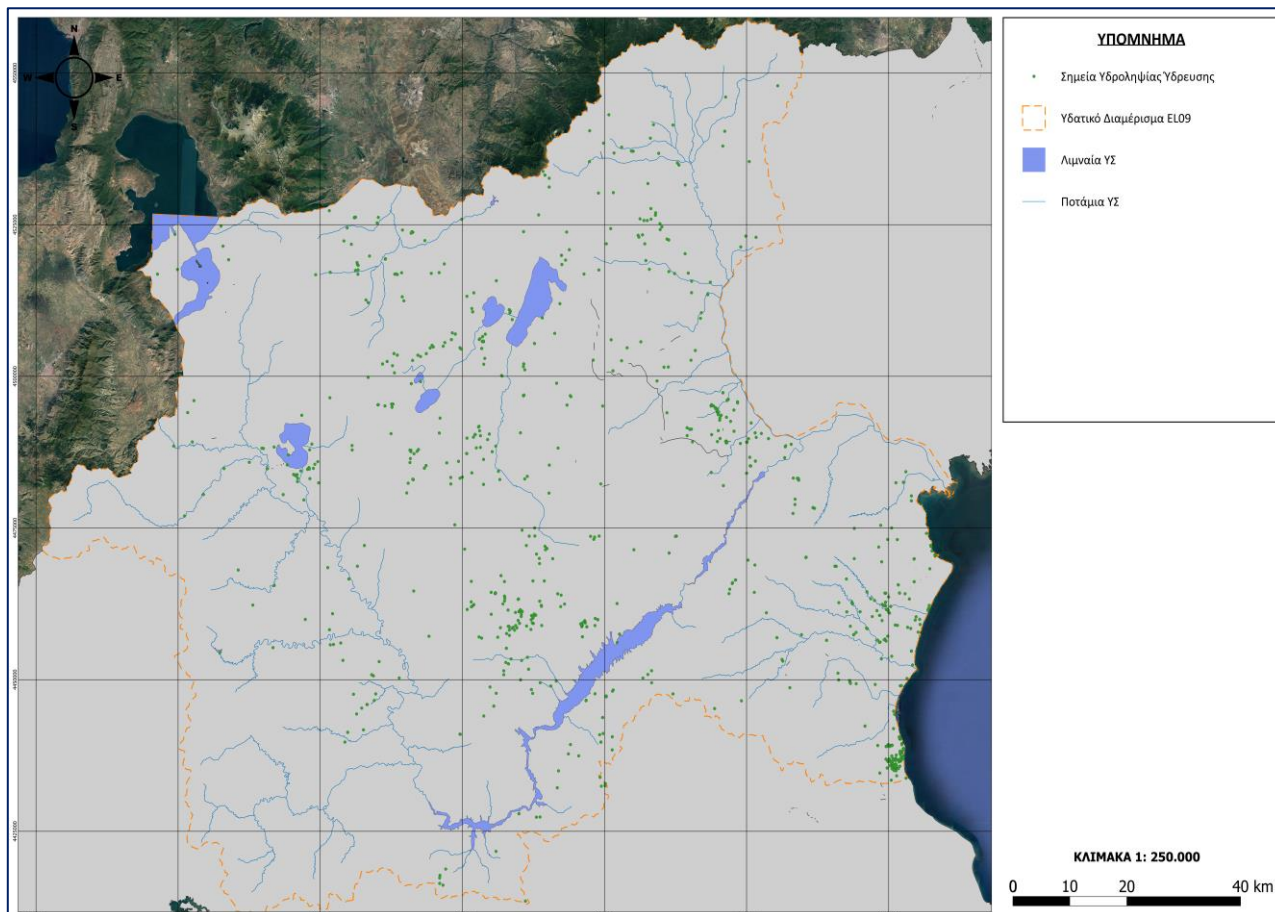 N
W E
S
ΥΠΟΜΝΗΜΑ
Σημεία Υδροληψίας Ύδρευσης
Υδατικό Διαμέρισμα EL09
Λιμναία ΥΣ
Ποτάμια ΥΣ
ΚΛΙΜΑΚΑ 1: 250.000
0 10 20 40 km